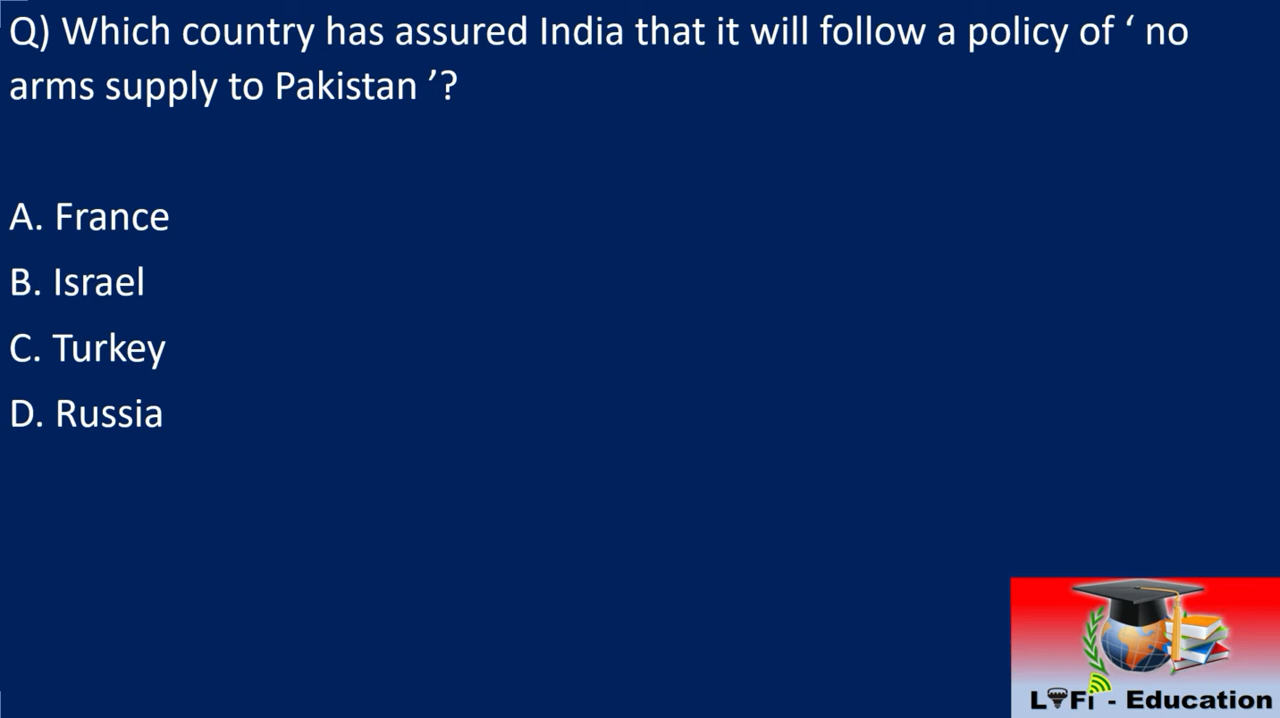 Q) Which country has assured India that it will follow a policy of ‘ no
arms supply to Pakistan ’?
A. France
B. Israel
C. Turkey
D. Russia
LiFi - Education